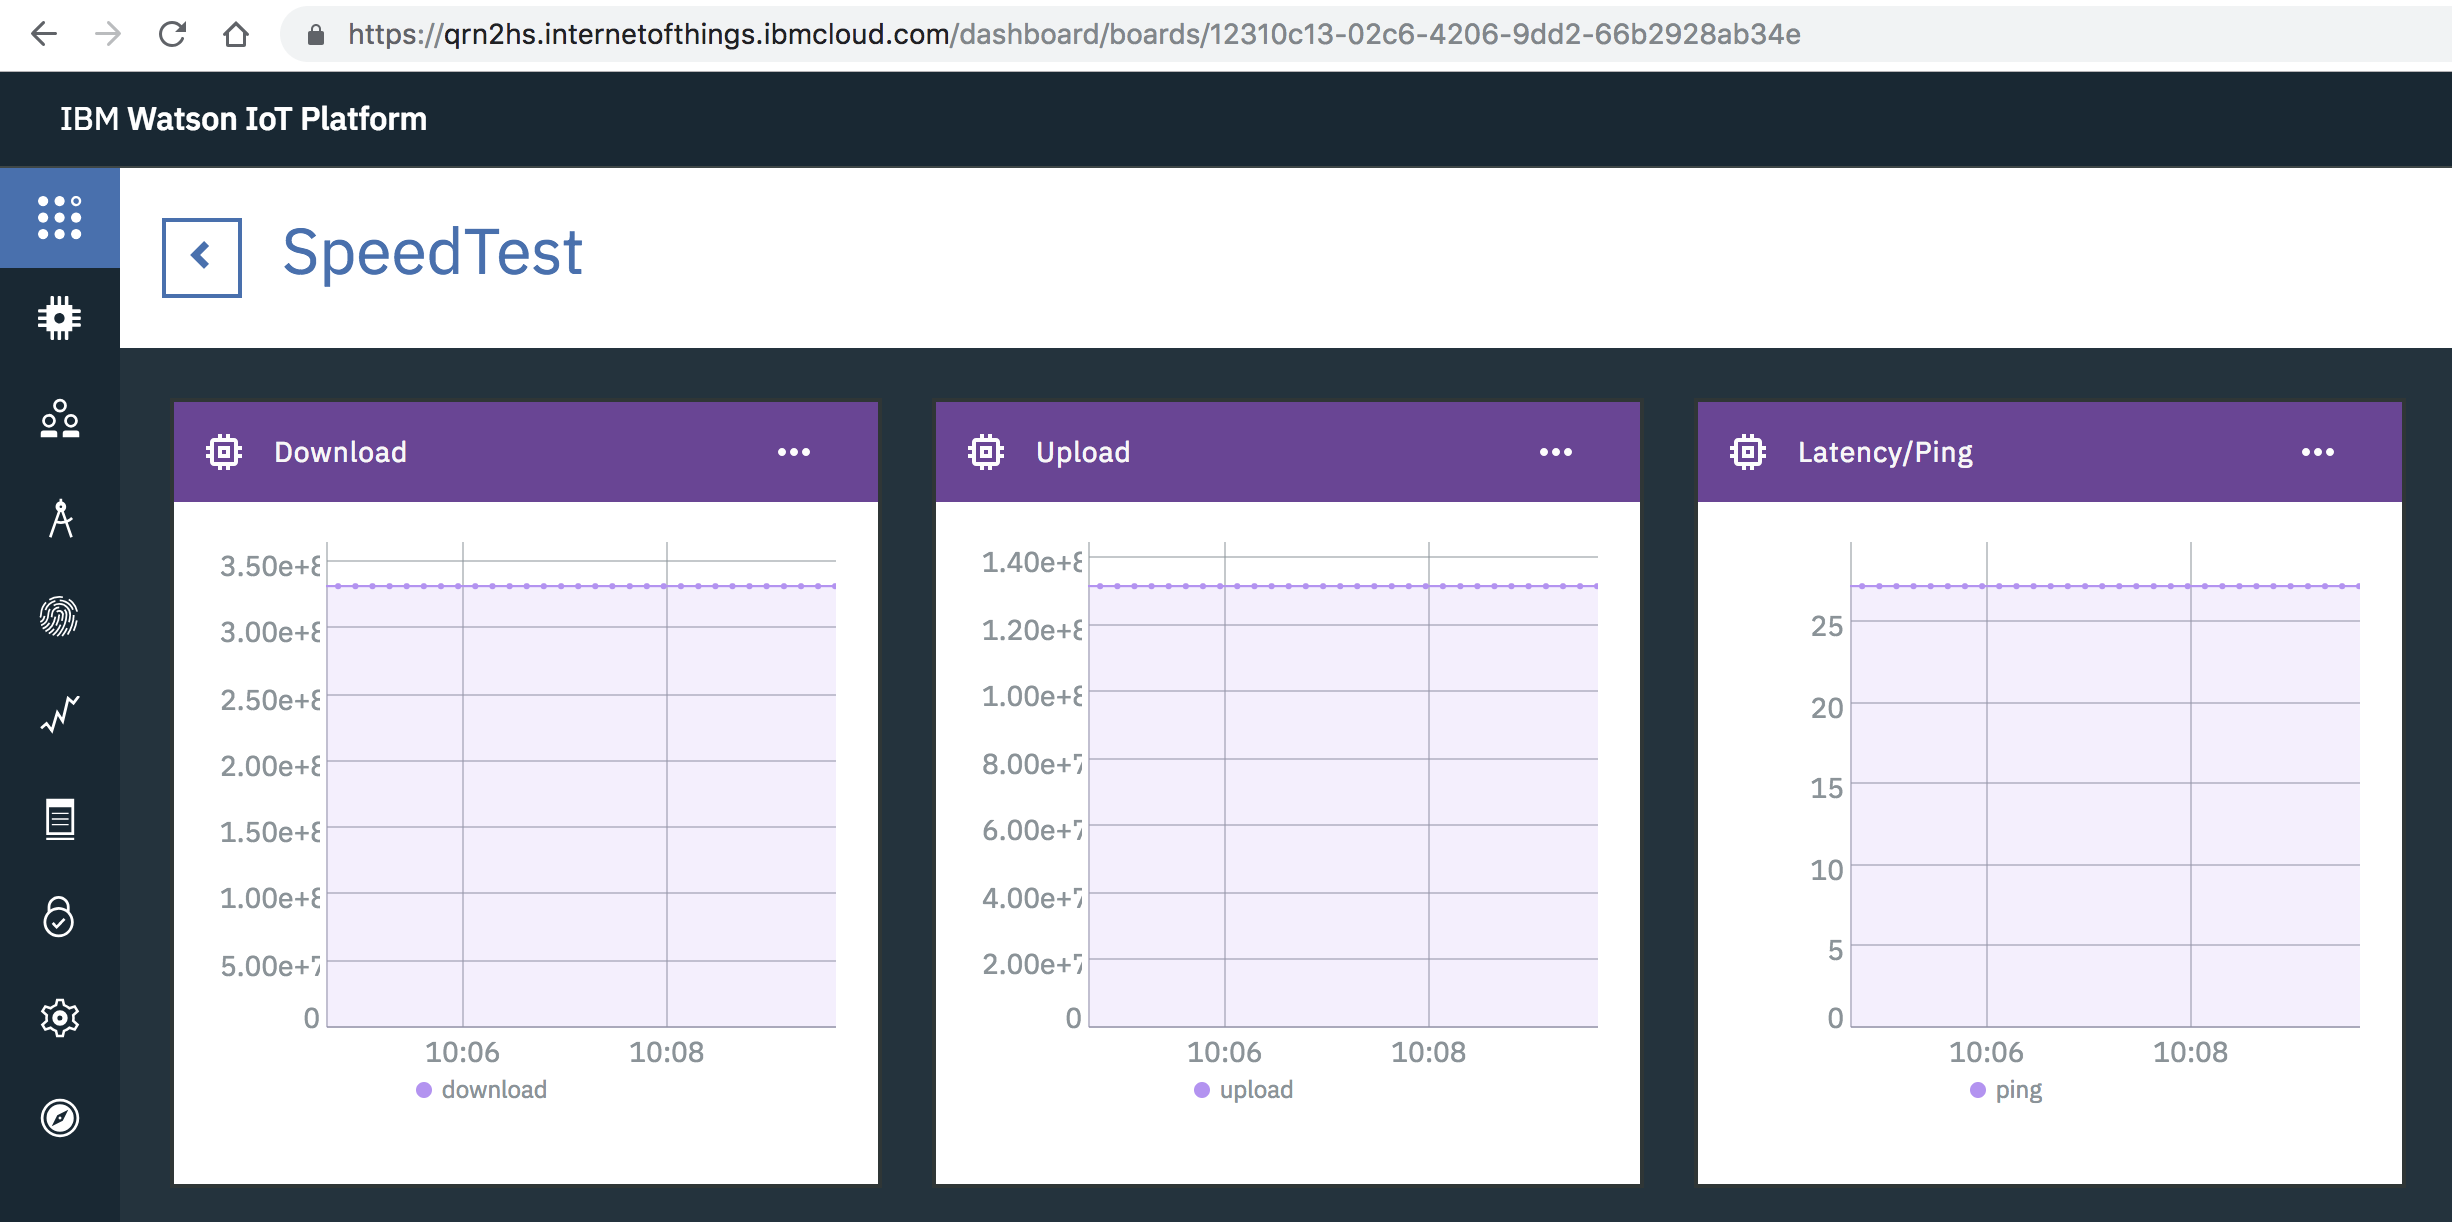 https://qrn2hs.internetofthings.ibmcloud.com/dashboard/boards/12310c13-02c6-4206-9dd2-66b2928ab34e
IBM Watson IoT Platform
SpeedTest
Download
3.50e+8
3.00e+8
2.50e+8
2.00e+8
1.50e+8
1.00e+8
5.00e+7
0
10:06 10:08
download
Upload
1.40e+8
1.20e+8
1.00e+8
8.00e+7
6.00e+7
4.00e+7
2.00e+7
0
10:06 10:08
upload
Latency/Ping
25
20
15
10
5
0
10:06 10:08
ping